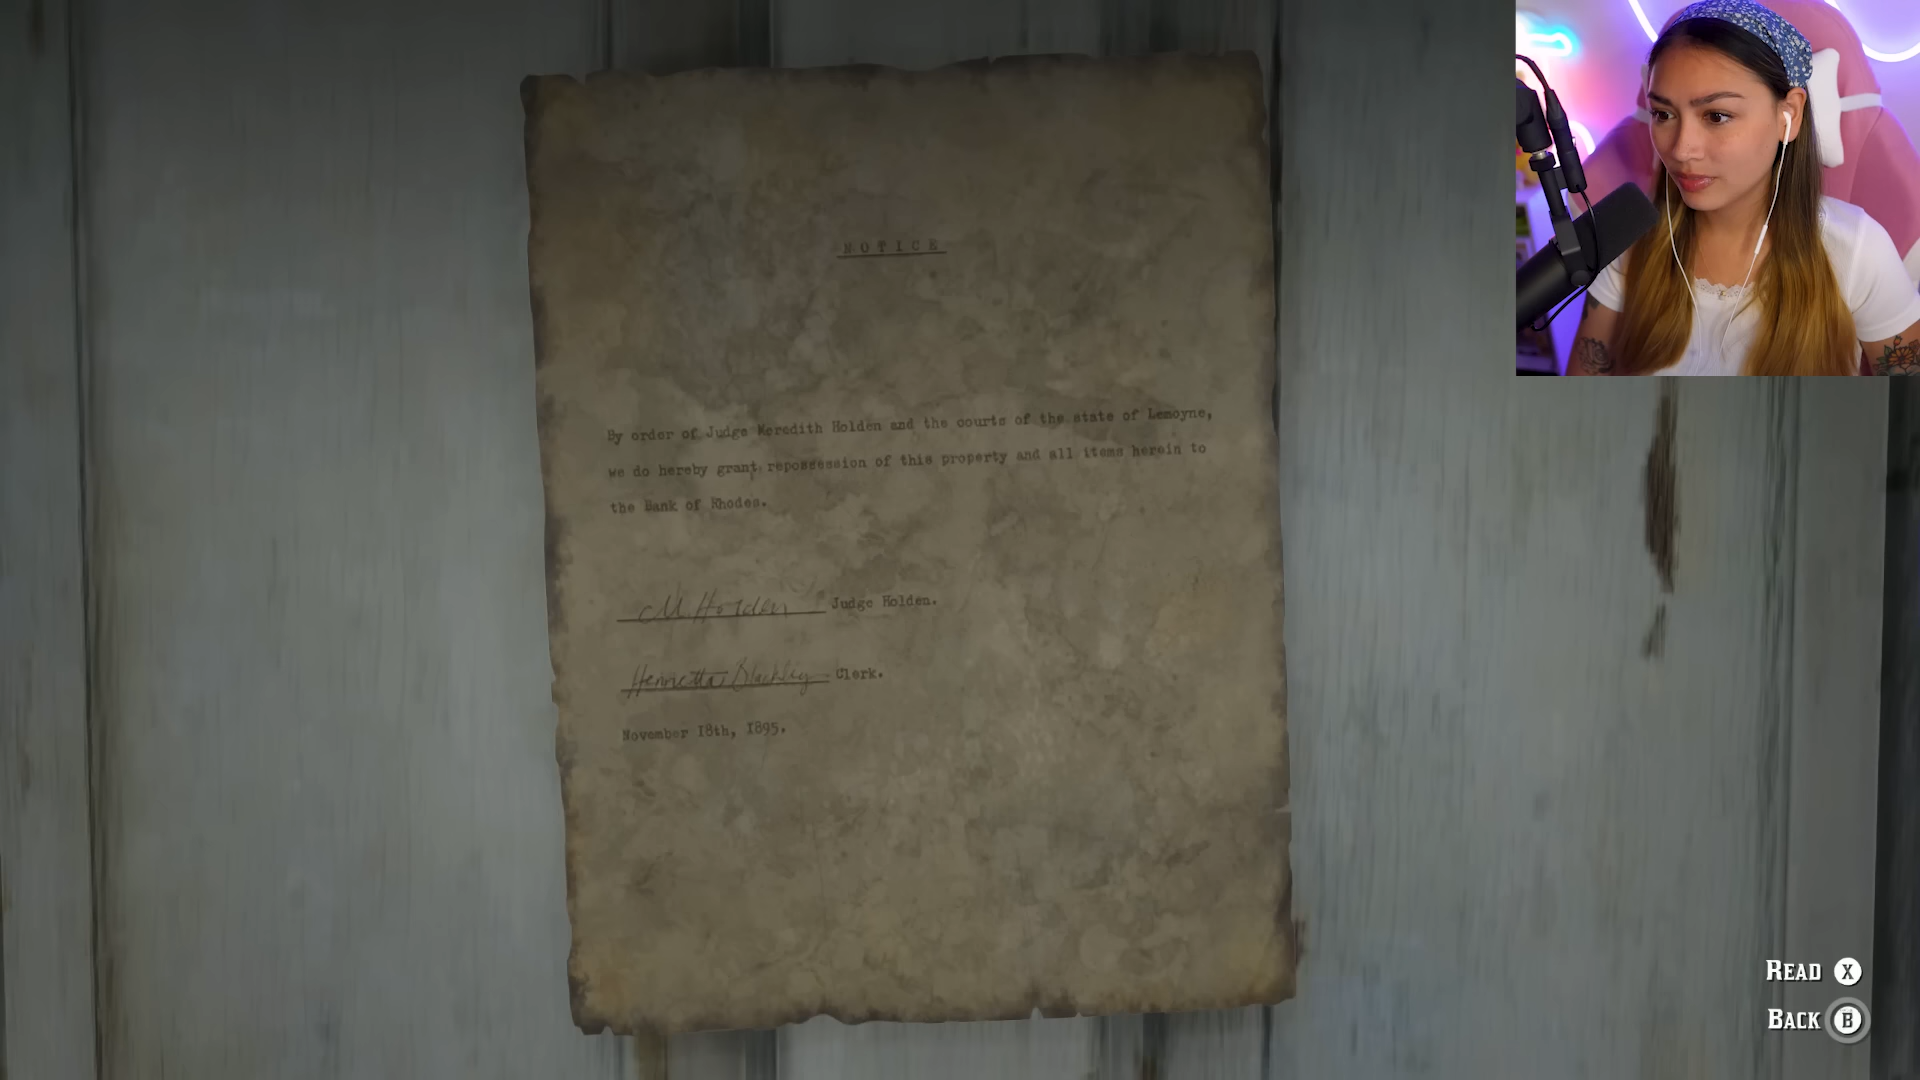 NOTICE
By order of Judge Meredith Holden and the courts of the state of Lemoyne,
we do hereby grant repossession of this property and all items herein to
the Bank of Rhodes.
M. Holden Judge Holden.
Henrietta Blackley Clerk.
November 18th, 1895.
READ X
BACK B